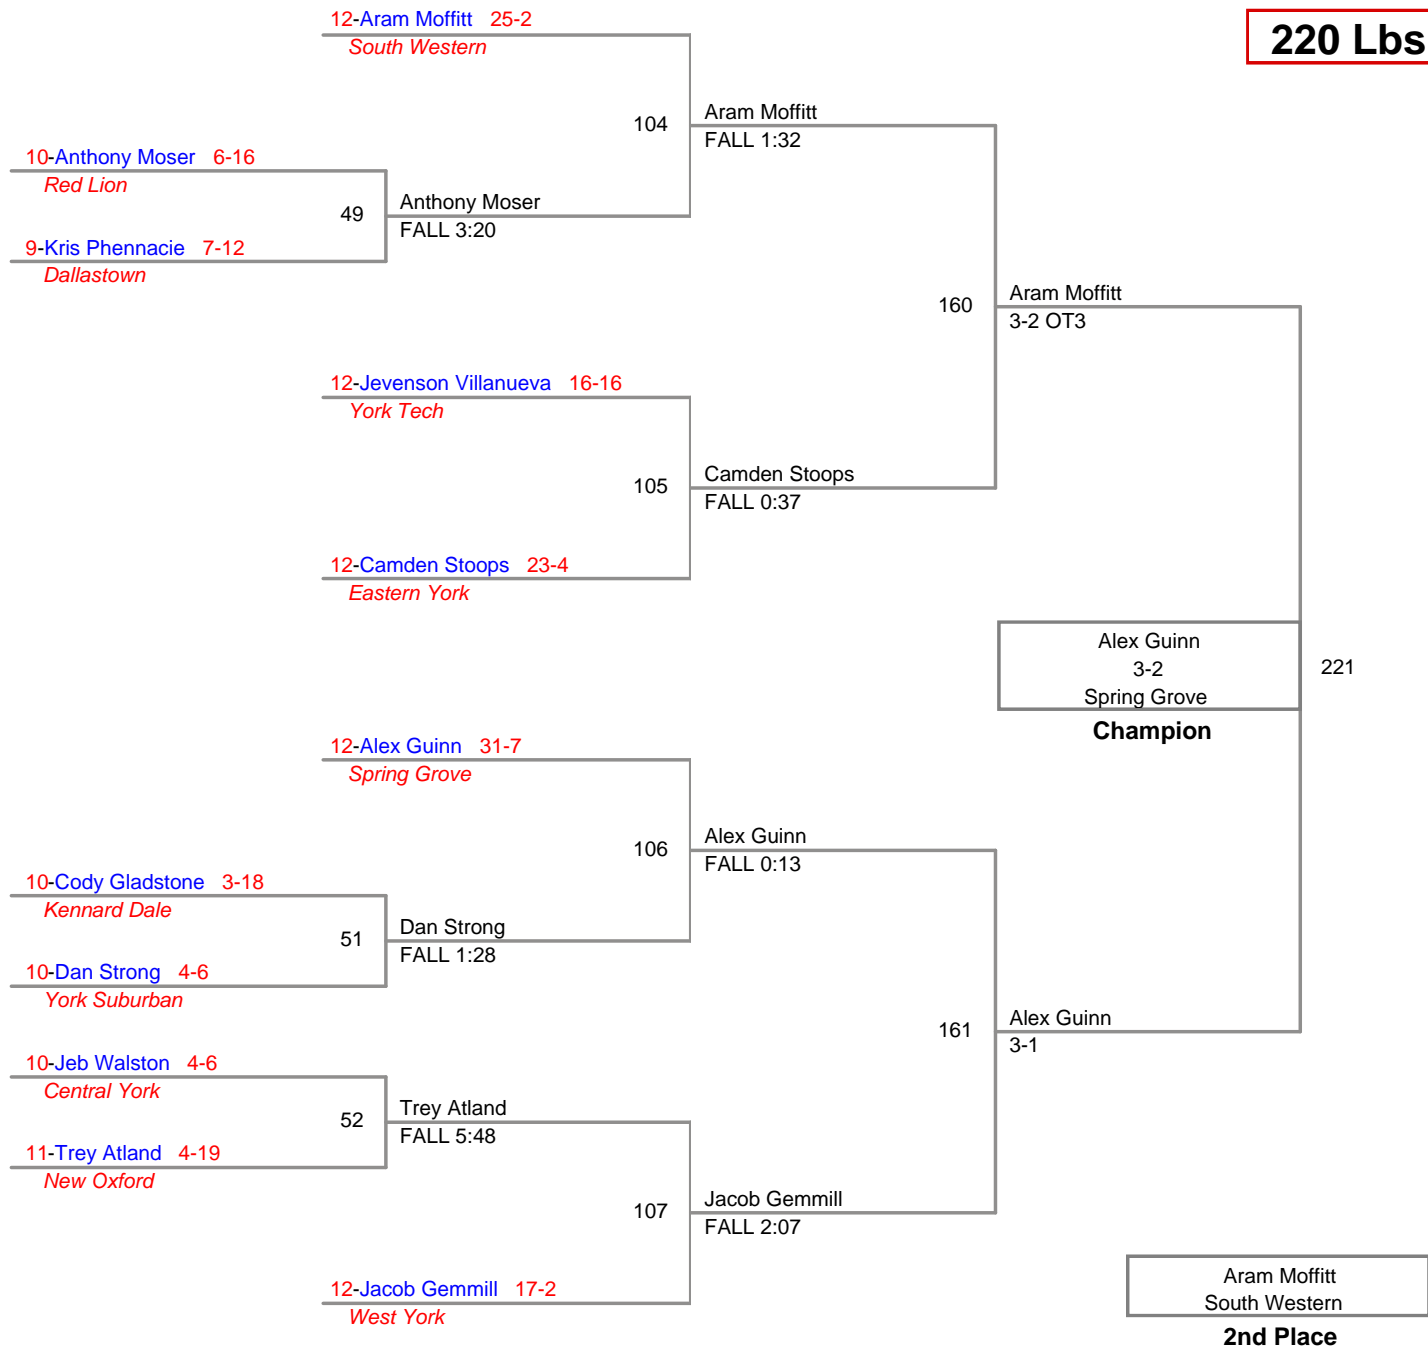 12-Aram Moffitt 25-2
South Western
220 Lbs
104
Aram Moffitt
FALL 1:32
10-Anthony Moser 6-16
Red Lion
49
Anthony Moser
FALL 3:20
9-Kris Phennacie 7-12
Dallastown
160
Aram Moffitt
3-2 OT3
12-Jevenson Villanueva 16-16
York Tech
105
Camden Stoops
FALL 0:37
12-Camden Stoops 23-4
Eastern York
Alex Guinn
3-2
Spring Grove
Champion
221
12-Alex Guinn 31-7
Spring Grove
106
Alex Guinn
FALL 0:13
10-Cody Gladstone 3-18
Kennard Dale
51
Dan Strong
FALL 1:28
10-Dan Strong 4-6
York Suburban
161
Alex Guinn
3-1
10-Jeb Walston 4-6
Central York
52
Trey Atland
FALL 5:48
11-Trey Atland 4-19
New Oxford
107
Jacob Gemmill
FALL 2:07
12-Jacob Gemmill 17-2
West York
Aram Moffitt
South Western
2nd Place